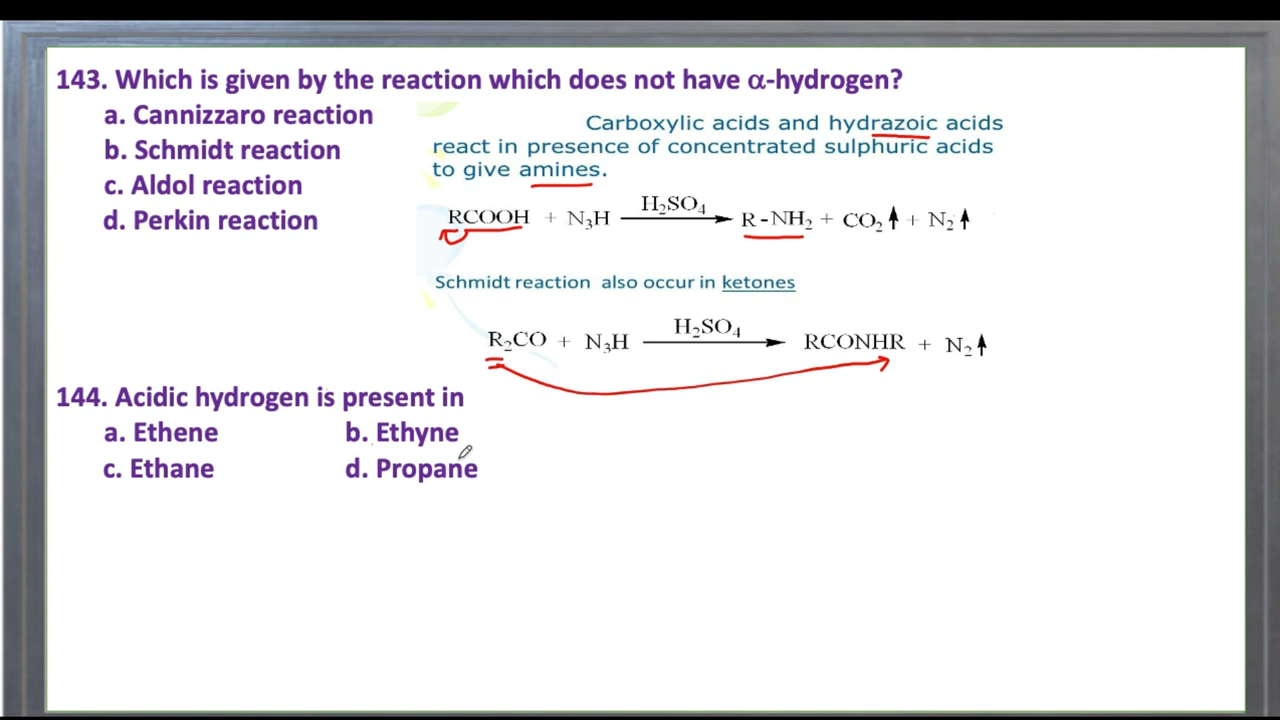 143. Which is given by the reaction which does not have α-hydrogen?
a. Cannizzaro reaction
b. Schmidt reaction
c. Aldol reaction
d. Perkin reaction
Carboxylic acids and hydrazoic acids
react in presence of concentrated sulphuric acids
to give amines.
RCOOH + N₃H H₂SO₄ R-NH₂ + CO₂↑ + N₂↑
Schmidt reaction also occur in ketones
R₂CO + N₃H H₂SO₄ RCONHR + N₂↑
144. Acidic hydrogen is present in
a. Ethene b. Ethyne
c. Ethane d. Propane